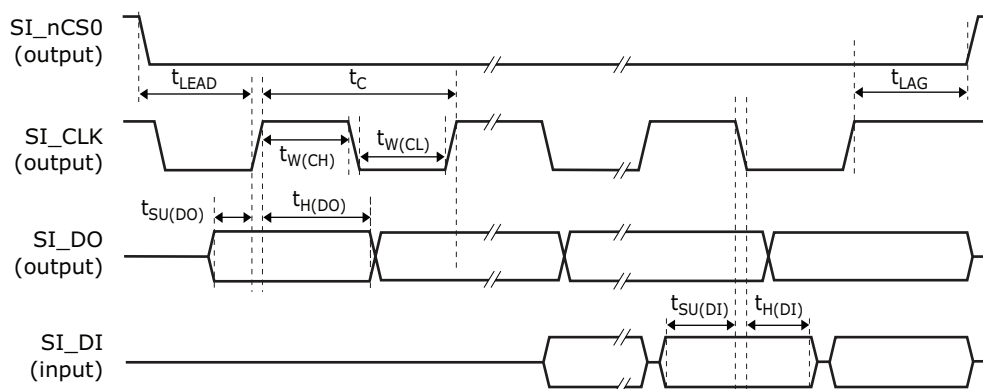 SI_nCS0
(output)
tLEAD
tC
tLAG
SI_CLK
(output)
tW(CH)
tW(CL)
tSU(DO)
tH(DO)
SI_DO
(output)
tSU(DI)
tH(DI)
SI_DI
(input)